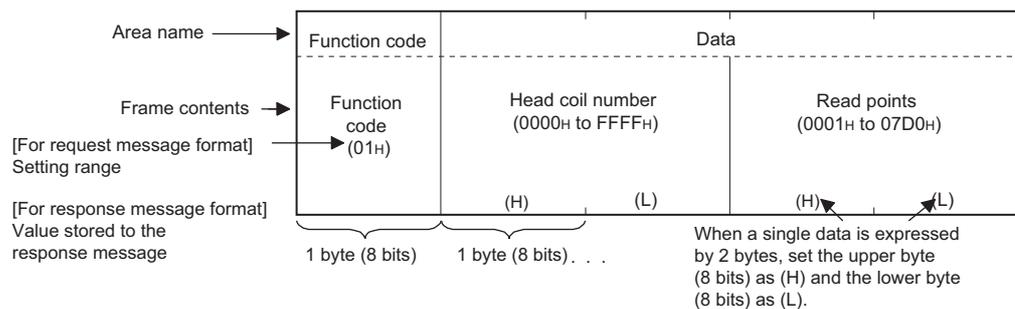 Area name
Function code
Data
Frame contents
Function
code
(01H)
Head coil number
(0000H to FFFFH)
Read points
(0001H to 07D0H)
[For request message format]
Setting range
(H)
(L)
(H)
(L)
[For response message format]
Value stored to the
response message
1 byte (8 bits)
1 byte (8 bits) . . .
When a single data is expressed
by 2 bytes, set the upper byte
(8 bits) as (H) and the lower byte
(8 bits) as (L).